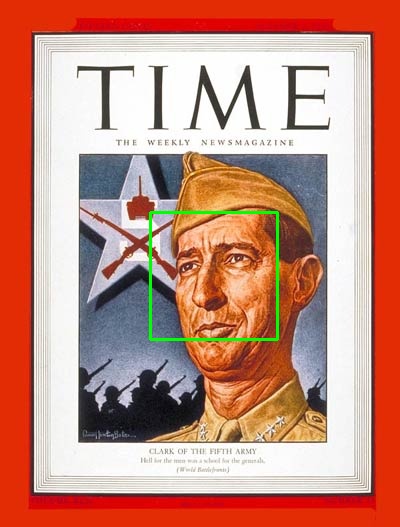 TIME
THE WEEKLY NEWSMAGAZINE
CLARK OF THE FIFTH ARMY
Hell for the men was a school for the generals.
(World Battlefronts)